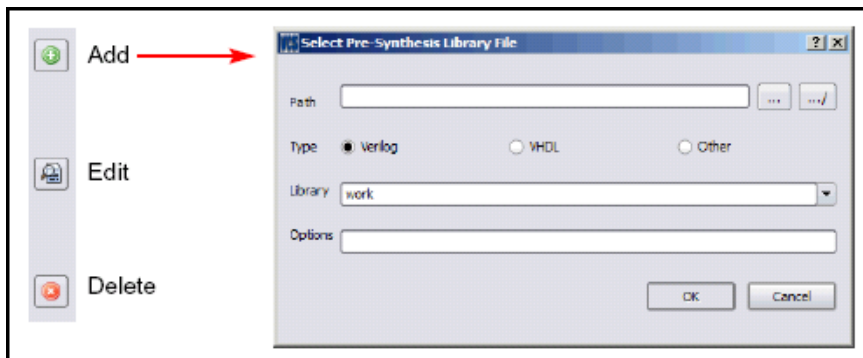 Add
Edit
Delete
Select Pre-Synthesis Library File
Path
...
.../
Type Verilog VHDL Other
Library work
Options
OK Cancel